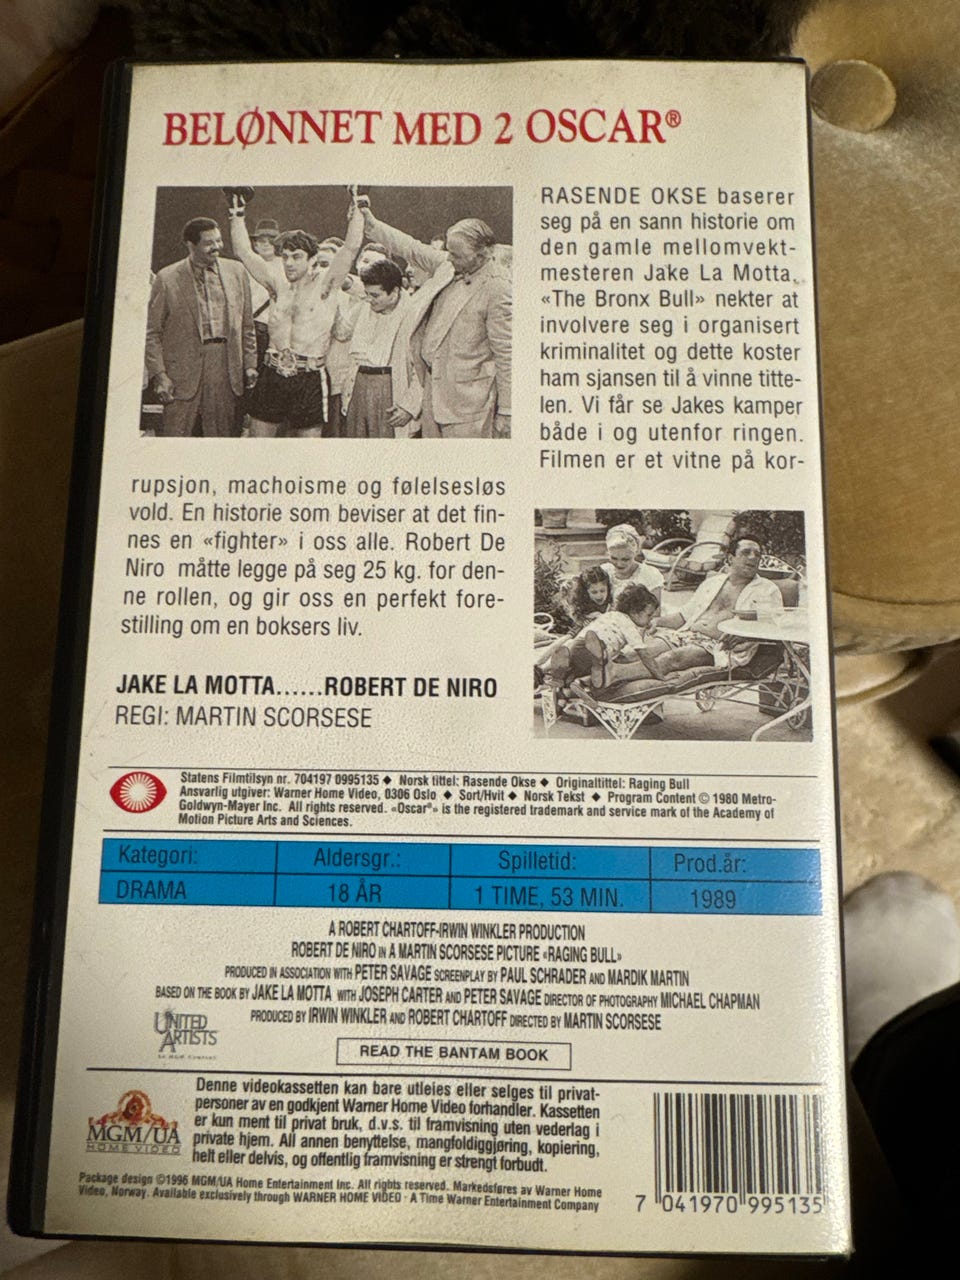 BELØNNET MED 2 OSCAR®
RASENDE OKSE baserer
seg på en sann historie om
den gamle mellomvekt-
mesteren Jake La Motta.
«The Bronx Bull» nekter at
involvere seg i organisert
kriminalitet og dette koster
ham sjansen til å vinne titte-
len. Vi får se Jakes kamper
både i og utenfor ringen.
Filmen er et vitne på kor-
rupsjon, machoisme og følelsesløs
vold. En historie som beviser at det fin-
nes en «fighter» i oss alle. Robert De
Niro måtte legge på seg 25 kg. for den-
ne rollen, og gir oss en perfekt fore-
stilling om en boksers liv.
JAKE LA MOTTA......ROBERT DE NIRO
REGI: MARTIN SCORSESE
Statens Filmtilsyn nr. 704197 0995135 ◆ Norsk tittel: Rasende Okse ◆ Originaltittel: Raging Bull
Ansvarlig utgiver: Warner Home Video, 0306 Oslo ◆ Sort/Hvit ◆ Norsk Tekst ◆ Program Content © 1980 Metro-
Goldwyn-Mayer Inc. All rights reserved. «Oscar®» is the registered trademark and service mark of the Academy of
Motion Picture Arts and Sciences.
Kategori: Aldersgr.: Spilletid: Prod.år:
DRAMA 18 ÅR 1 TIME, 53 MIN. 1989
A ROBERT CHARTOFF-IRWIN WINKLER PRODUCTION
ROBERT DE NIRO IN A MARTIN SCORSESE PICTURE «RAGING BULL»
PRODUCED IN ASSOCIATION WITH PETER SAVAGE SCREENPLAY BY PAUL SCHRADER AND MARDIK MARTIN
BASED ON THE BOOK BY JAKE LA MOTTA WITH JOSEPH CARTER AND PETER SAVAGE DIRECTOR OF PHOTOGRAPHY MICHAEL CHAPMAN
PRODUCED BY IRWIN WINKLER AND ROBERT CHARTOFF DIRECTED BY MARTIN SCORSESE
UNITED
ARTISTS
READ THE BANTAM BOOK
MGM/UA
HOME VIDEO
Denne videokassetten kan bare utleies eller selges til privat-
personer av en godkjent Warner Home Video forhandler. Kassetten
er kun ment til privat bruk, d.v.s. til framvisning uten vederlag i
private hjem. All annen benyttelse, mangfoldiggjøring, kopiering,
helt eller delvis, og offentlig framvisning er strengt forbudt.
Package design ©1996 MGM/UA Home Entertainment Inc. All rights reserved. Markedsføres av Warner Home
Video, Norway. Available exclusively through WARNER HOME VIDEO · A Time Warner Entertainment Company
7 041970 995135